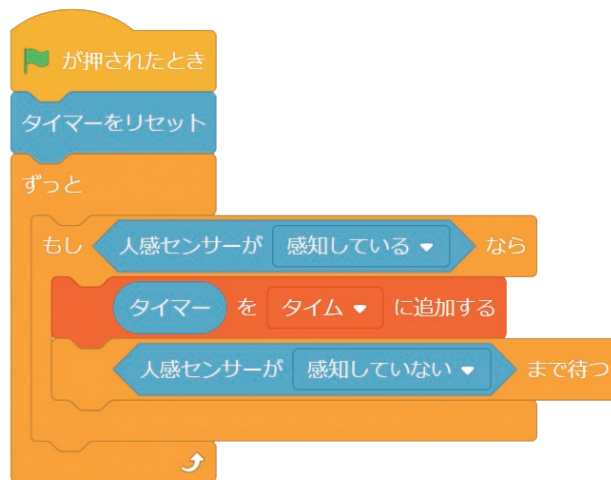 が押されたとき
タイマーをリセット
ずっと
もし 人感センサーが 感知している なら
タイマー を タイム に追加する
人感センサーが 感知していない まで待つ